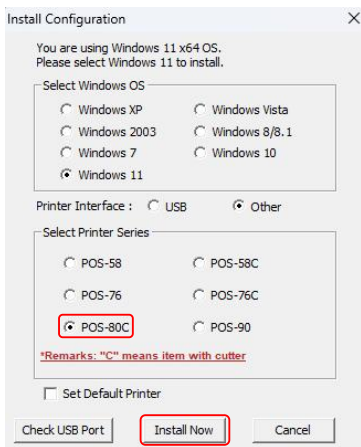 Install Configuration
You are using Windows 11 x64 OS.
Please select Windows 11 to install.
Select Windows OS
Windows XP Windows Vista
Windows 2003 Windows 8/8.1
Windows 7 Windows 10
Windows 11
Printer Interface : USB Other
Select Printer Series
POS-58 POS-58C
POS-76 POS-76C
POS-80C POS-90
*Remarks: "C" means item with cutter
Set Default Printer
Check USB Port Install Now Cancel